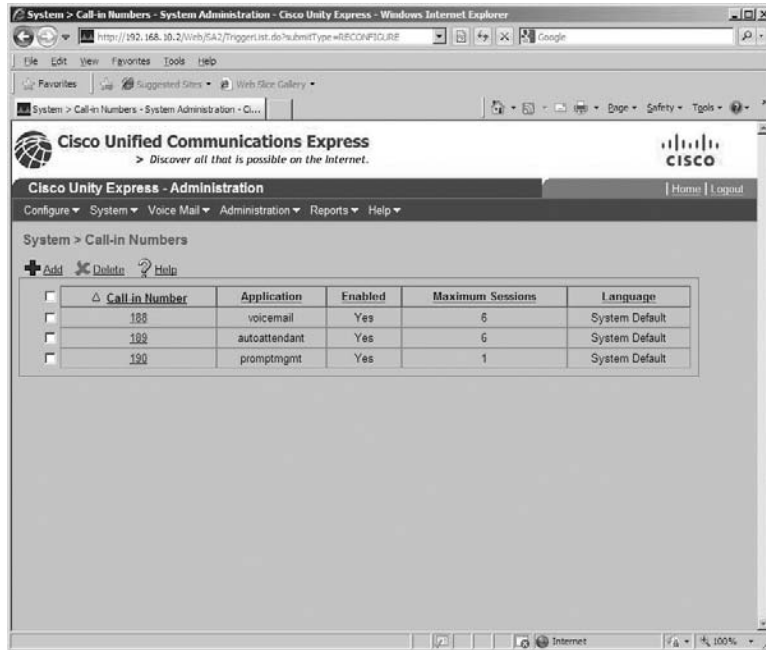 System > Call-in Numbers - System Administration - Cisco Unity Express - Windows Internet Explorer
http://192.168.10.2/Web/SA2/TriggerList.do?submitType=RECONFIGURE
Google
File Edit View Favorites Tools Help
Favorites Suggested Sites Web Slice Gallery
System > Call-in Numbers - System Administration - Ci...
Page Safety Tools
Cisco Unified Communications Express
> Discover all that is possible on the Internet.
CISCO
Cisco Unity Express - Administration
Home | Logout
Configure System Voice Mail Administration Reports Help
System > Call-in Numbers
Add Delete Help
Call-in Number Application Enabled Maximum Sessions Language
188 voicemail Yes 6 System Default
189 autoattendant Yes 6 System Default
190 promptmgmt Yes 1 System Default
Internet 100%